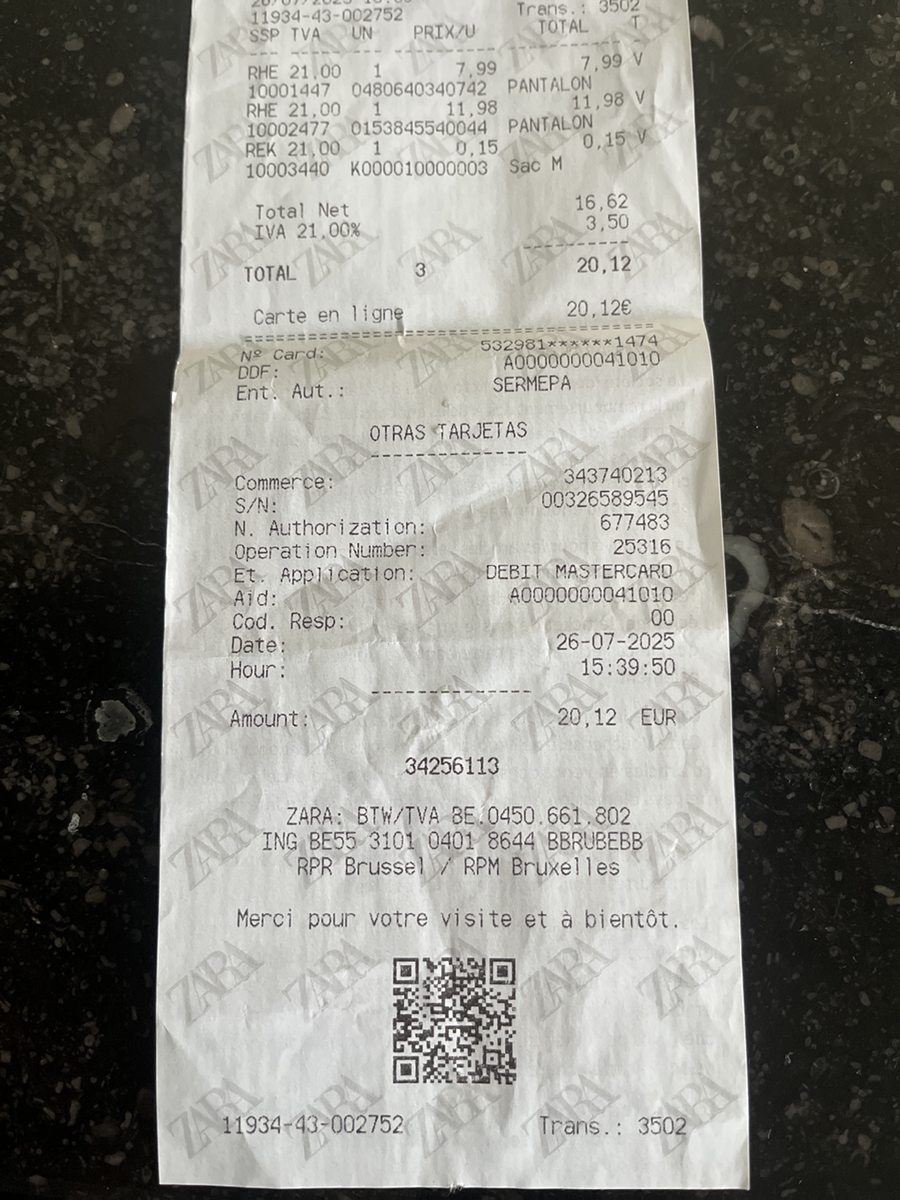 11934-43-002752 Trans.: 3502
SSP TVA UN PRIX/U TOTAL T
RHE 21,00 1 7,99 7,99 V
10001447 0480640340742 PANTALON
RHE 21,00 1 11,98 11,98 V
10002477 0153845540044 PANTALON
REK 21,00 1 0,15 0,15 V
10003440 K000010000003 Sac M
Total Net 16,62
IVA 21,00% 3,50
TOTAL 3 20,12
Carte en ligne 20,12€
Nº Card: 532981******1474
DDF: A0000000041010
Ent. Aut.: SERMEPA
OTRAS TARJETAS
Commerce: 343740213
S/N: 00326589545
N. Authorization: 677483
Operation Number: 25316
Et. Application: DEBIT MASTERCARD
Aid: A0000000041010
Cod. Resp: 00
Date: 26-07-2025
Hour: 15:39:50
Amount: 20,12 EUR
34256113
ZARA: BTW/TVA BE.0450.661.802
ING BE55 3101 0401 8644 BBRUBEBB
RPR Brussel / RPM Bruxelles
Merci pour votre visite et à bientôt.
11934-43-002752 Trans.: 3502